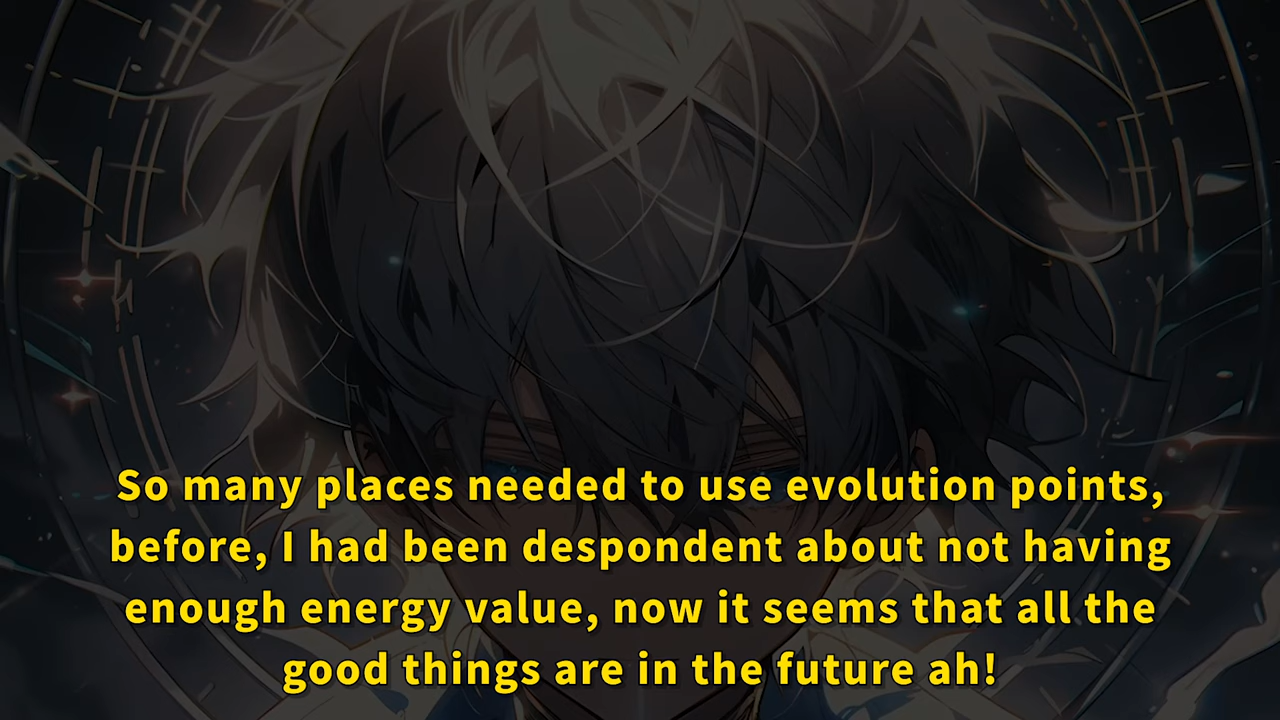 So many places needed to use evolution points,
before, I had been despondent about not having
enough energy value, now it seems that all the
good things are in the future ah!